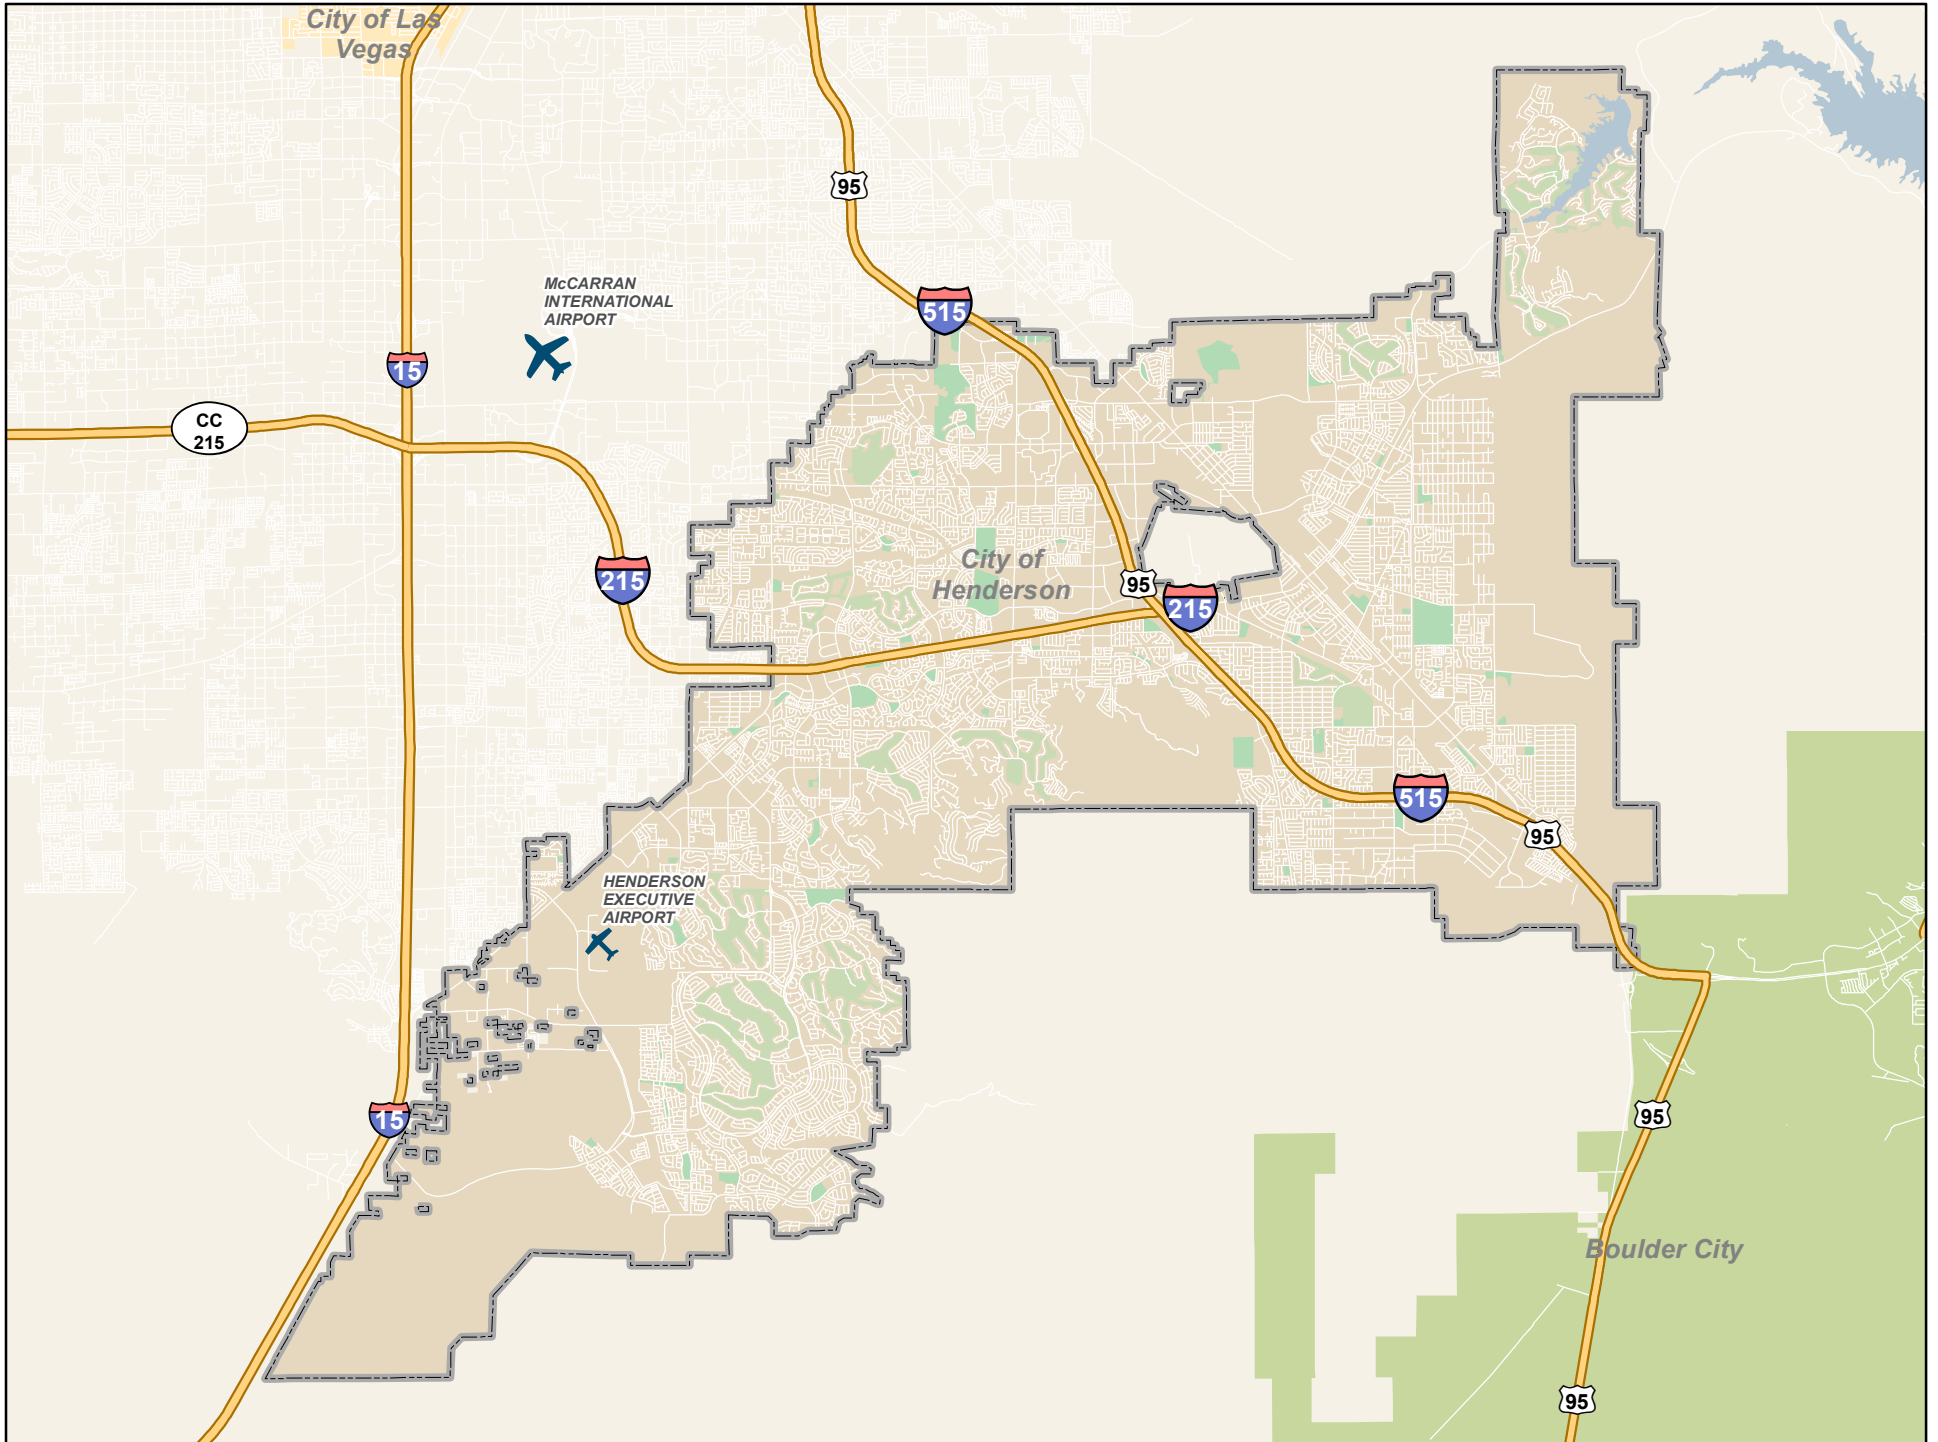 City of Las
Vegas
95
McCARRAN
INTERNATIONAL
AIRPORT
515
15
CC
215
215
City of
Henderson
95
215
515
95
HENDERSON
EXECUTIVE
AIRPORT
15
95
Boulder City
95